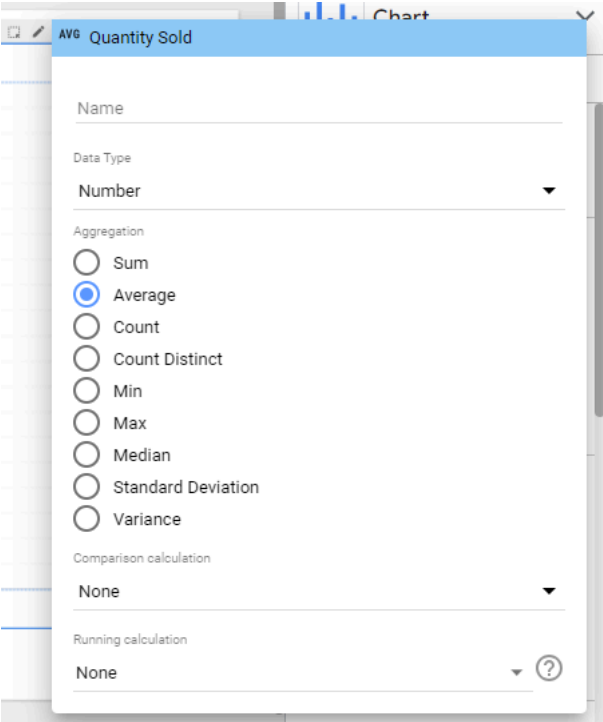 Chart
AVG Quantity Sold
Name
Data Type
Number
Aggregation
Sum
Average
Count
Count Distinct
Min
Max
Median
Standard Deviation
Variance
Comparison calculation
None
Running calculation
None
?